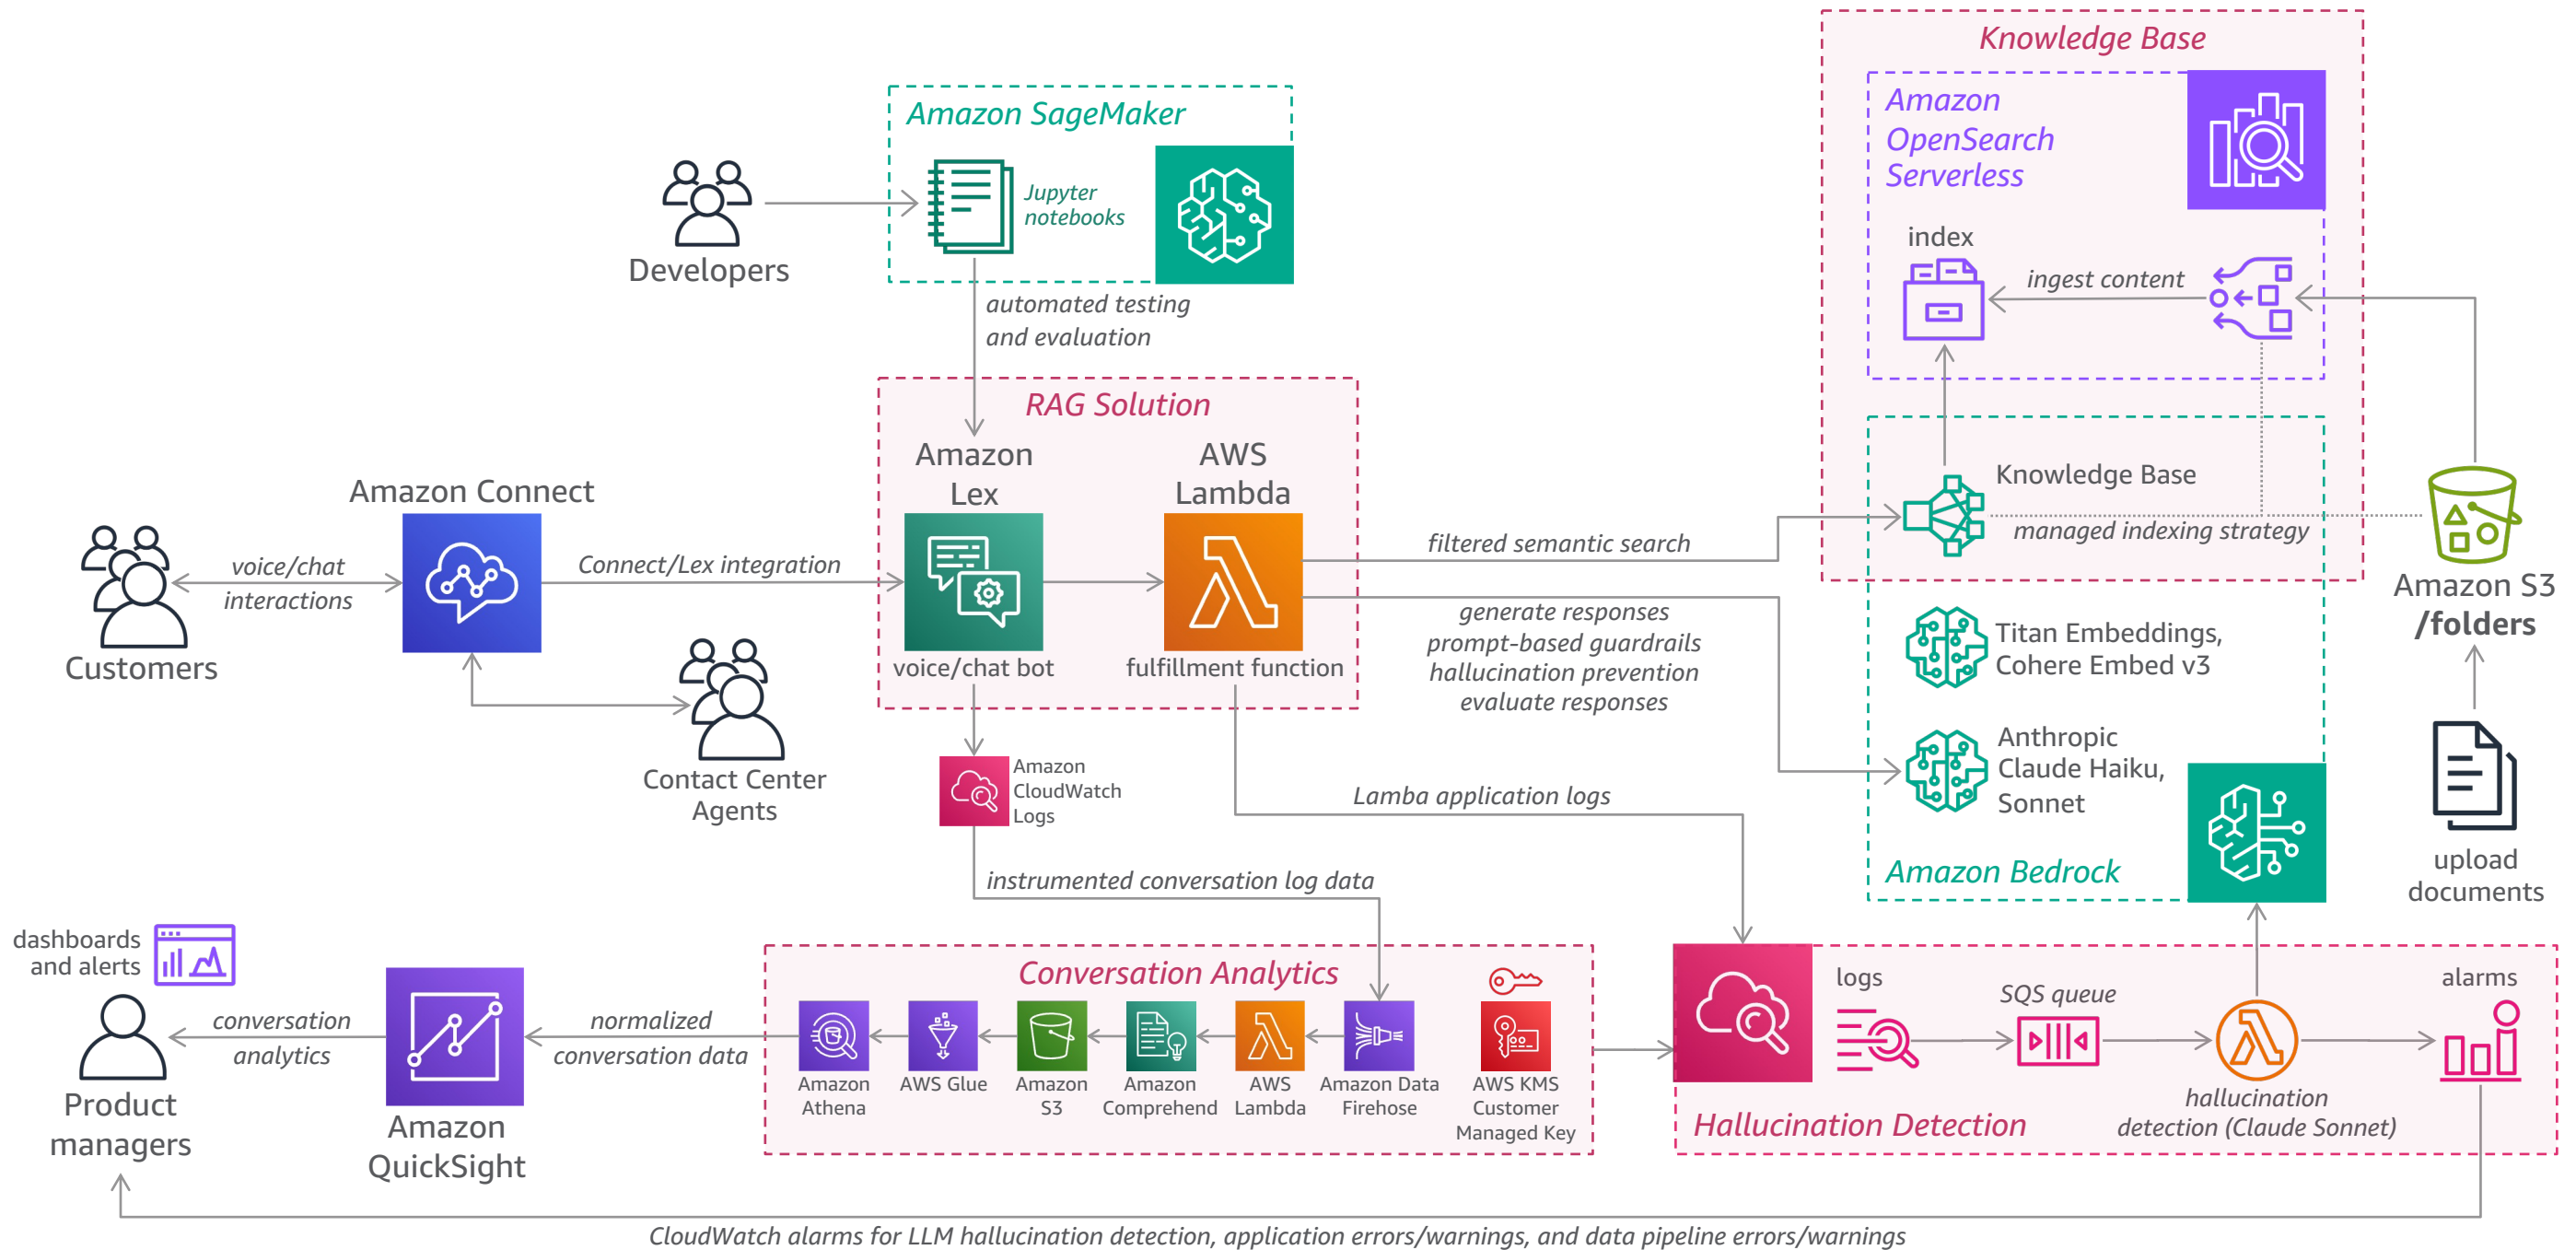 Knowledge Base
Amazon
OpenSearch
Serverless
index
ingest content
Amazon SageMaker
Jupyter
notebooks
Developers
automated testing
and evaluation
RAG Solution
Amazon
Lex
AWS
Lambda
voice/chat bot
fulfillment function
Amazon Connect
Customers
voice/chat
interactions
Connect/Lex integration
Contact Center
Agents
filtered semantic search
generate responses
prompt-based guardrails
hallucination prevention
evaluate responses
Knowledge Base
managed indexing strategy
Titan Embeddings,
Cohere Embed v3
Anthropic
Claude Haiku,
Sonnet
Amazon Bedrock
Amazon S3
/folders
upload
documents
Amazon
CloudWatch
Logs
Lamba application logs
instrumented conversation log data
dashboards
and alerts
Product
managers
conversation
analytics
Amazon
QuickSight
normalized
conversation data
Conversation Analytics
Amazon
Athena
AWS Glue
Amazon
S3
Amazon
Comprehend
AWS
Lambda
Amazon Data
Firehose
AWS KMS
Customer
Managed Key
logs
SQS queue
alarms
hallucination
detection (Claude Sonnet)
Hallucination Detection
CloudWatch alarms for LLM hallucination detection, application errors/warnings, and data pipeline errors/warnings